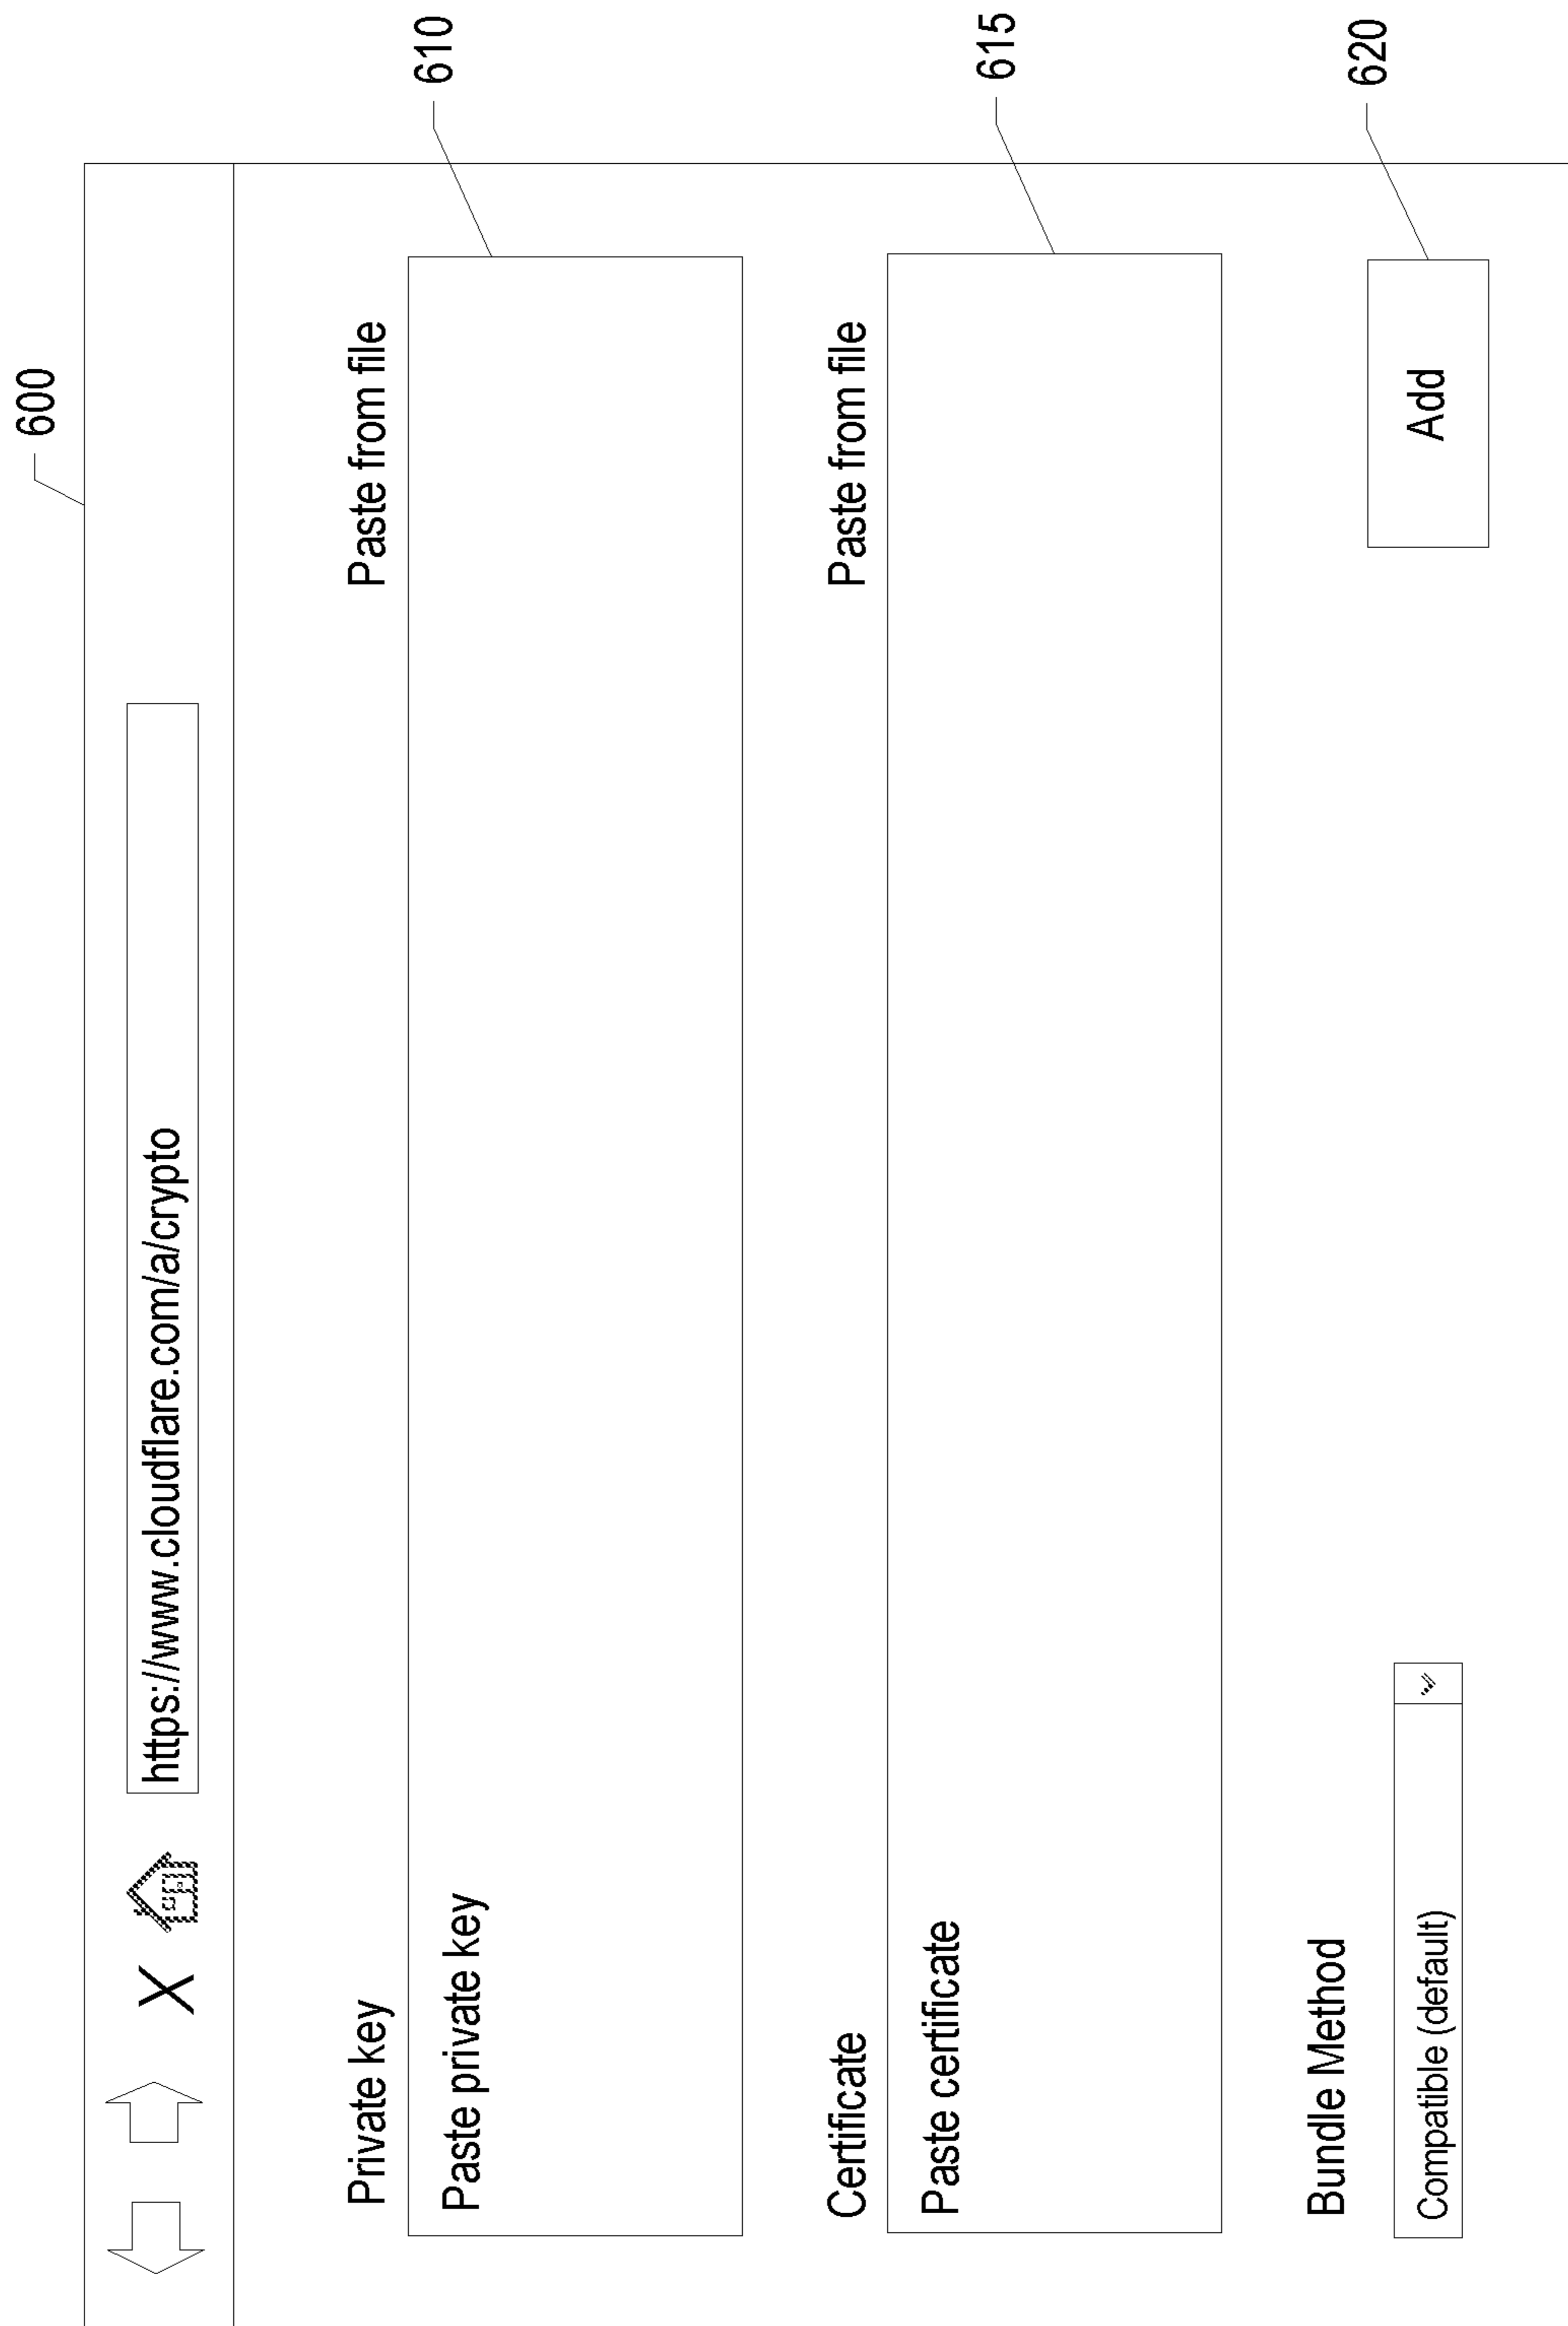 600
X
https://www.cloudflare.com/a/crypto
Private key
Paste from file
Paste private key
610
Certificate
Paste from file
Paste certificate
615
Bundle Method
Compatible (default)
Add
620